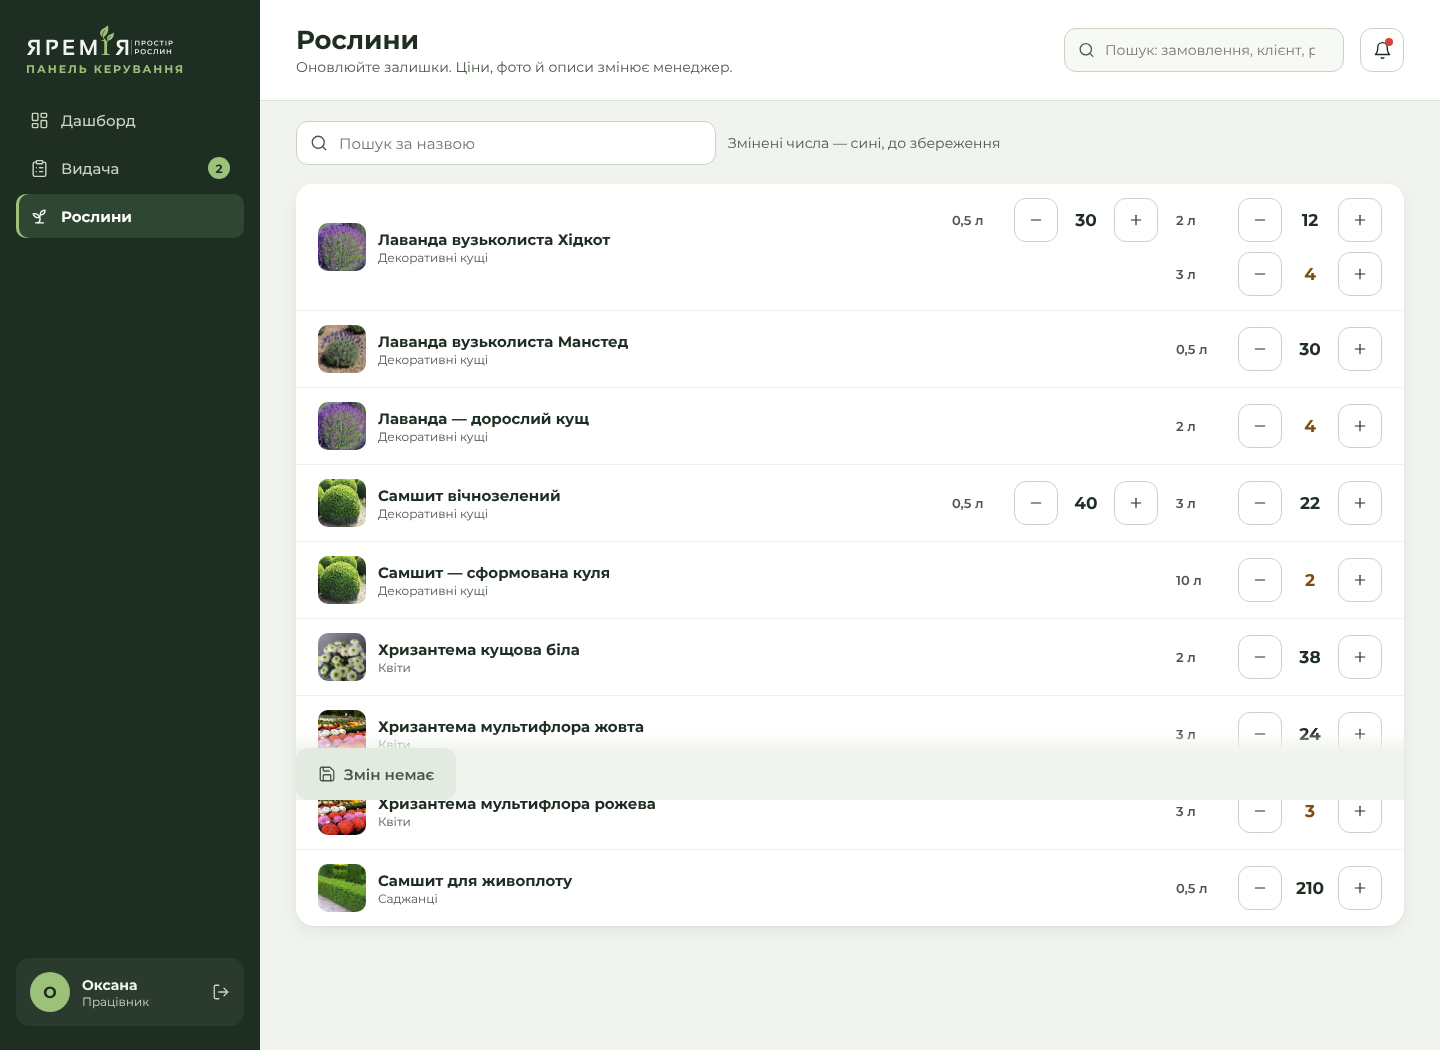 ЯРЕМІЯ ПРОСТІР РОСЛИН
ПАНЕЛЬ КЕРУВАННЯ
Дашборд
Видача 2
Рослини
Оксана
О
Працівник
Рослини
Оновлюйте залишки. Ціни, фото й описи змінює менеджер.
Пошук: замовлення, клієнт, р
Пошук за назвою
Змінені числа — сині, до збереження
Лаванда вузьколиста Хідкот
Декоративні кущі
0,5 л − 30 + 2 л − 12 +
3 л − 4 +
Лаванда вузьколиста Манстед
Декоративні кущі
0,5 л − 30 +
Лаванда — дорослий кущ
Декоративні кущі
2 л − 4 +
Самшит вічнозелений
Декоративні кущі
0,5 л − 40 + 3 л − 22 +
Самшит — сформована куля
Декоративні кущі
10 л − 2 +
Хризантема кущова біла
Квіти
2 л − 38 +
Хризантема мультифлора жовта
Квіти
3 л − 24 +
Змін немає
Хризантема мультифлора рожева
Квіти
3 л − 3 +
Самшит для живоплоту
Саджанці
0,5 л − 210 +